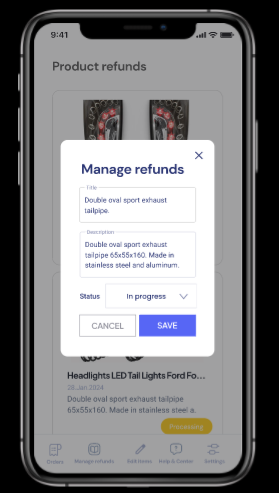 9:41
Product refunds
Manage refunds
Title
Double oval sport exhaust
tailpipe.
Description
Double oval sport exhaust
tailpipe 65x55x160. Made in
stainless steel and aluminum.
Status
In progress
CANCEL
SAVE
Headlights LED Tail Lights Ford Fo...
28 Jan 2024
Double oval sport exhaust tailpipe
65x55x160. Made in stainless steel a.
Processing
Orders
Manage refunds
Sold items
Help & Center
Settings